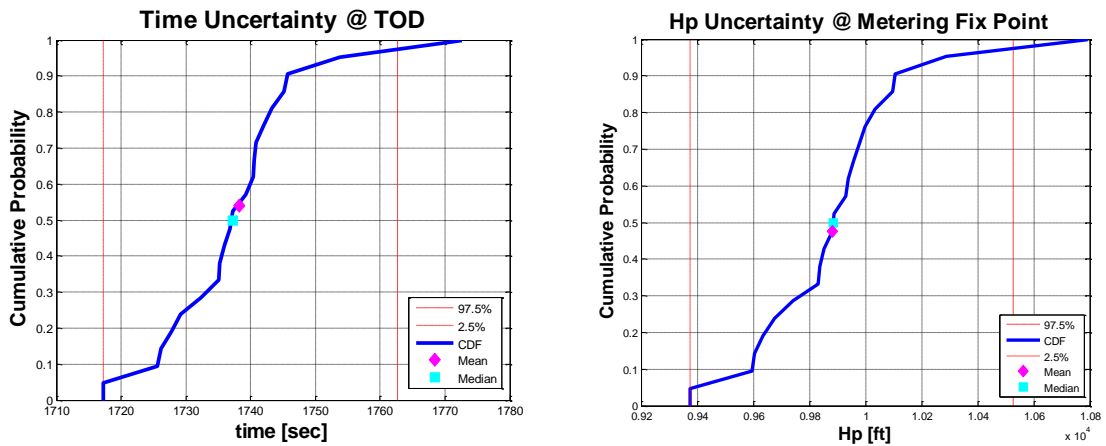 Time Uncertainty @ TOD
1
0.9
0.8
0.7
0.6
0.5
0.4
0.3
0.2
0.1
0
Cumulative Probability
1710 1720 1730 1740 1750 1760 1770 1780
time [sec]
97.5%
2.5%
CDF
Mean
Median
Hp Uncertainty @ Metering Fix Point
1
0.9
0.8
0.7
0.6
0.5
0.4
0.3
0.2
0.1
0
Cumulative Probability
0.92 0.94 0.96 0.98 1 1.02 1.04 1.06 1.08
x 10⁴
Hp [ft]
97.5%
CDF
2.5%
Mean
Median